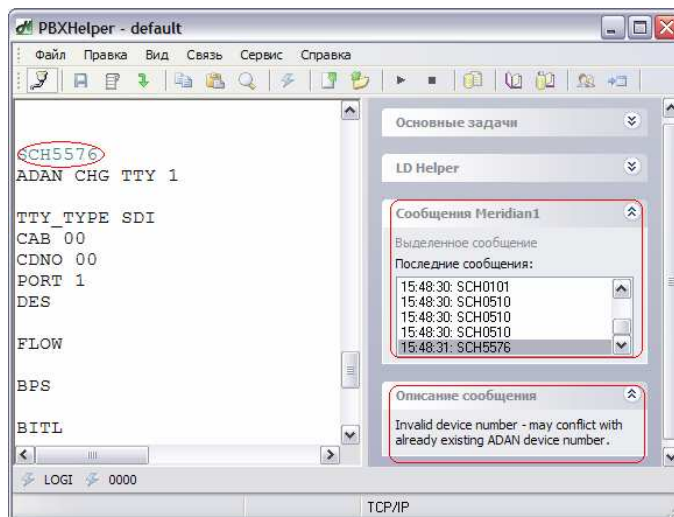 PBXHelper - default
Файл Правка Вид Связь Сервис Справка
SCH5576
ADAN CHG TTY 1
TTY_TYPE SDI
CAB 00
CDNO 00
PORT 1
DES
FLOW
BPS
BITL
Основные задачи
LD Helper
Сообщения Meridian1
Выделенное сообщение
Последние сообщения:
15:48:30: SCH0101
15:48:30: SCH0510
15:48:30: SCH0510
15:48:30: SCH0510
15:48:31: SCH5576
Описание сообщения
Invalid device number - may conflict with
already existing ADAN device number.
LOGI 0000
TCP/IP